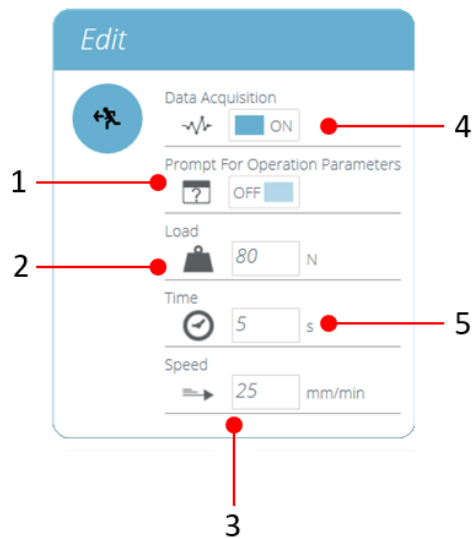 Edit
Data Acquisition
ON
4
Prompt For Operation Parameters
1
?
OFF
Load
2
80 N
Time
5 s
5
Speed
25 mm/min
3